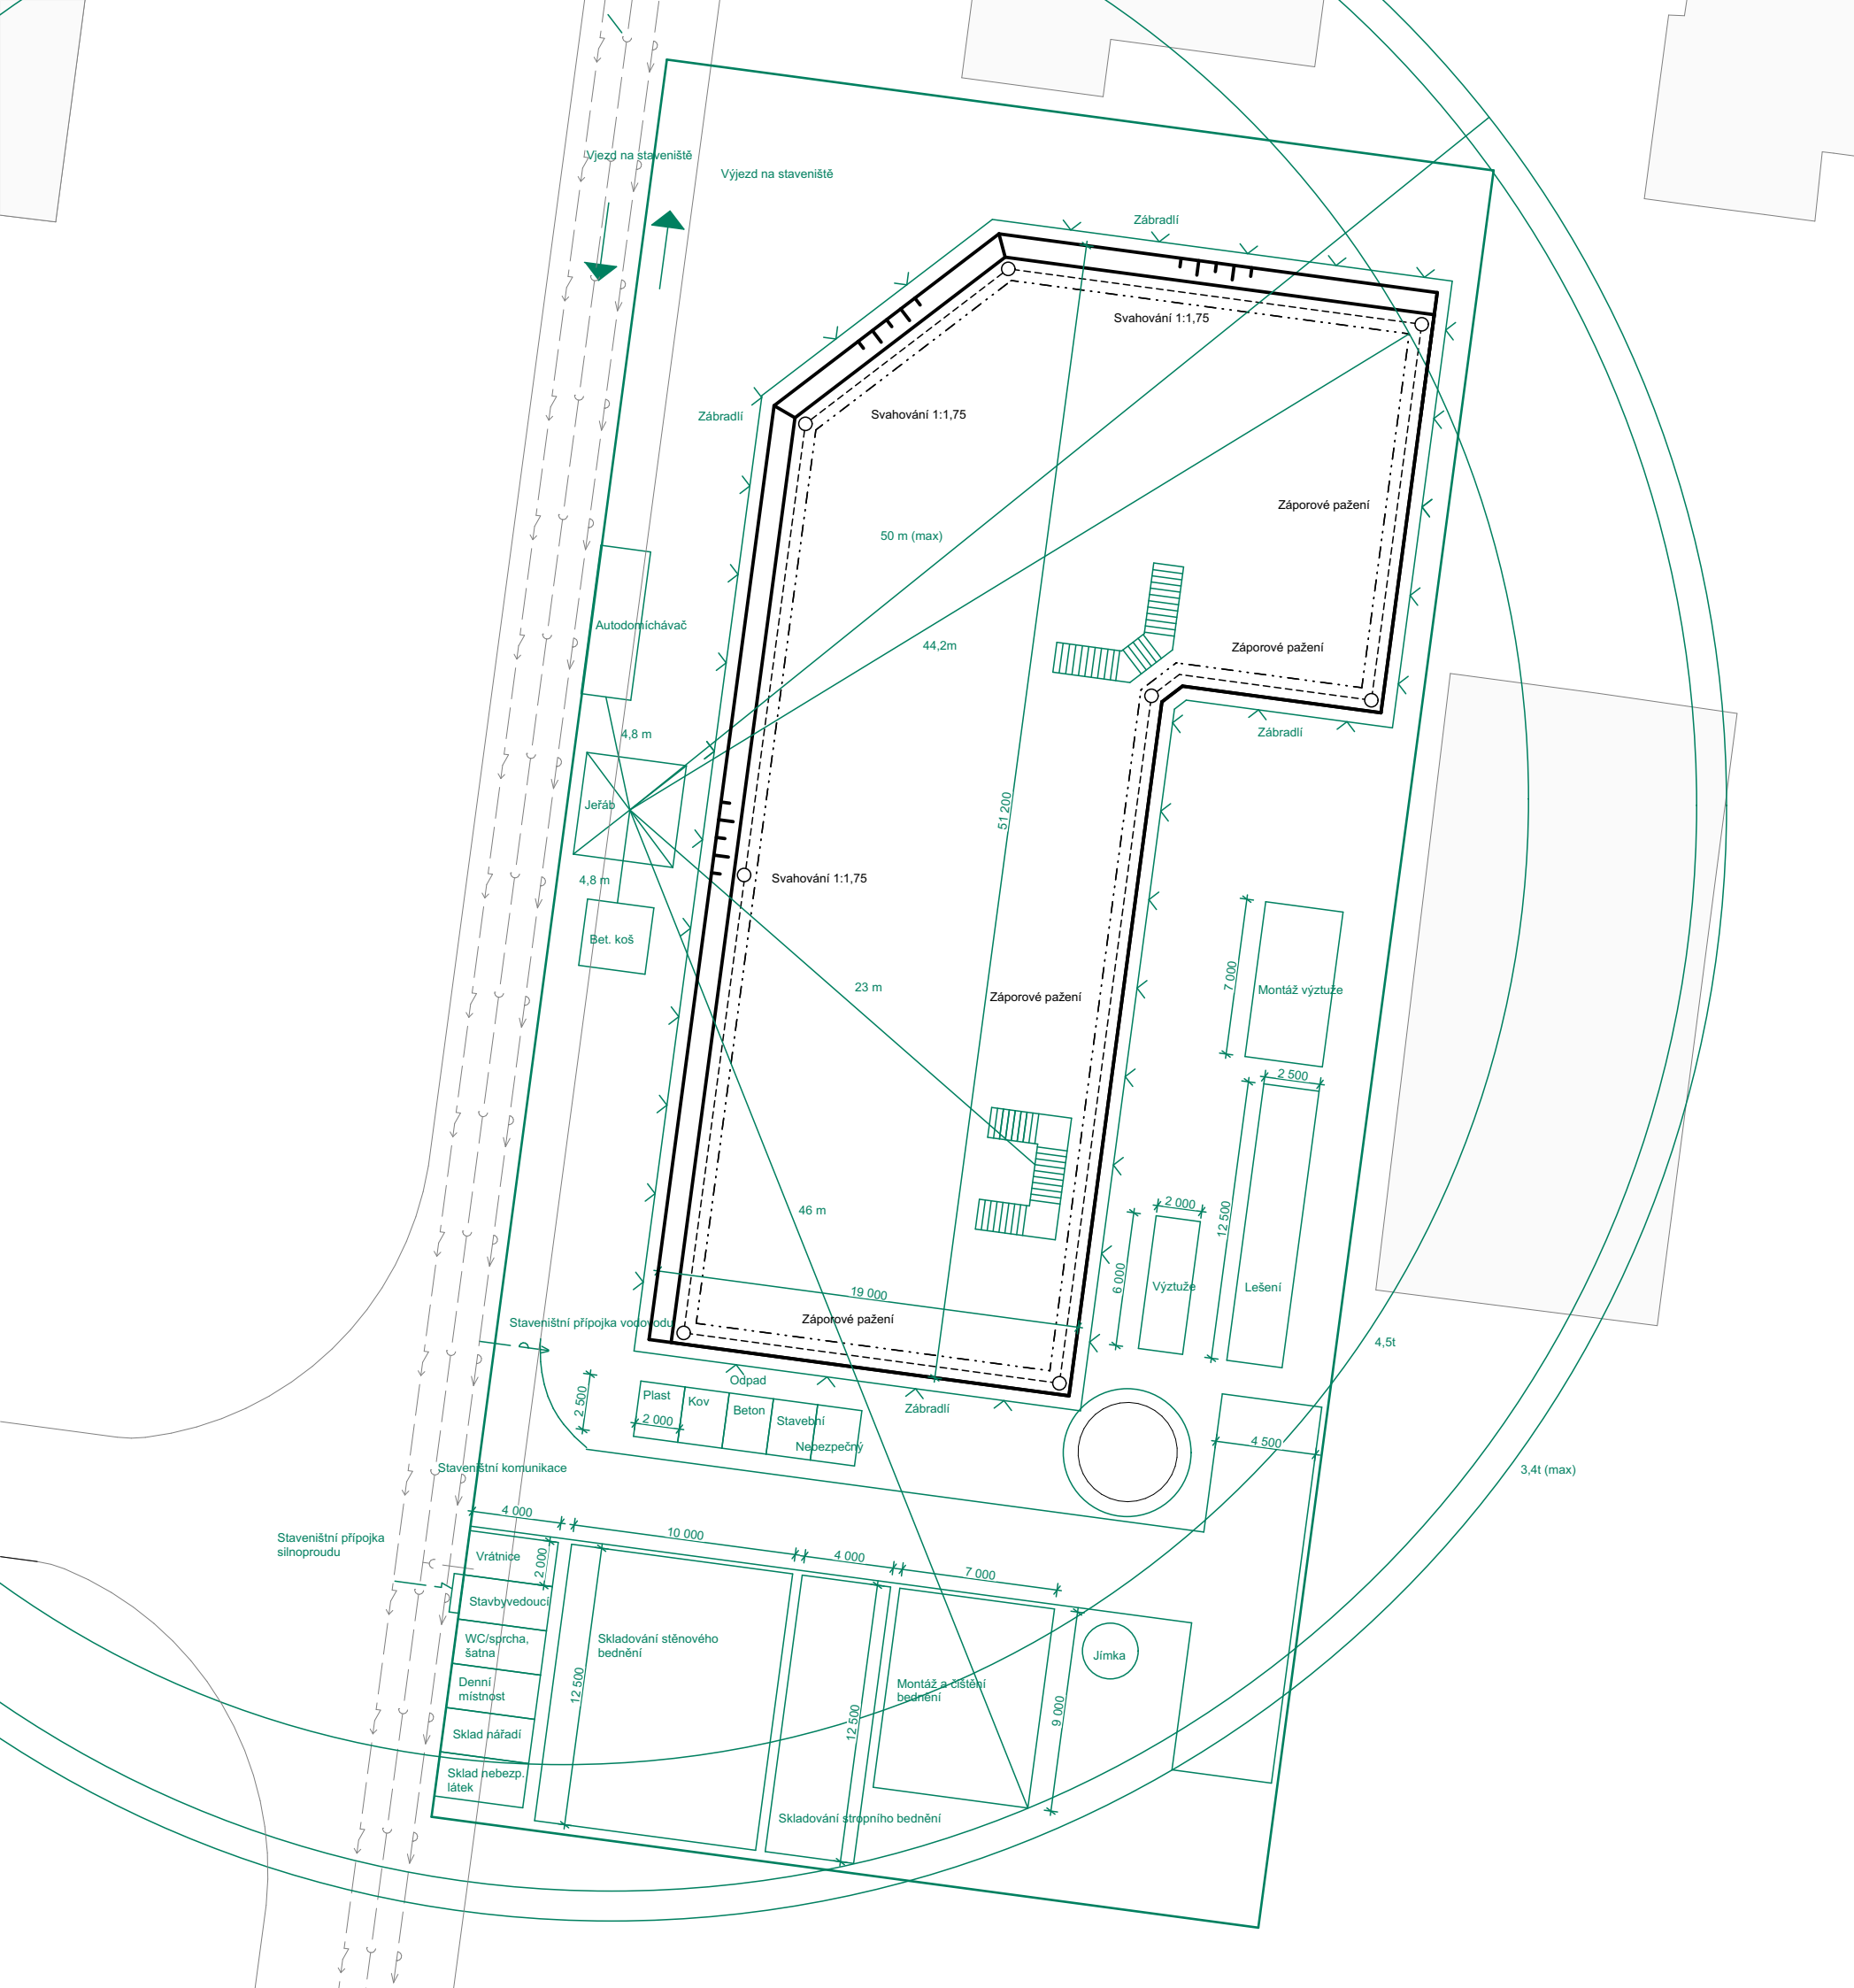 Vjezd na staveniště
Výjezd na staveniště
Zábradlí
Svahování 1:1,75
Zábradlí
Svahování 1:1,75
Záporové pažení
50 m (max)
Autodomíchávač
44,2m
Záporové pažení
4,8 m
Zábradlí
Jeřáb
51 200
4,8 m
Svahování 1:1,75
Bet. koš
23 m
Záporové pažení
7 000
Montáž výztuže
2 500
46 m
2 000
12 500
6 000
Výztuže
Lešení
19 000
Záporové pažení
Staveništní přípojka vodovodu
4,5t
Odpad
2 500
Plast
Kov
Beton
Stavební
Nebezpečný
2 000
Zábradlí
4 500
Staveništní komunikace
3,4t (max)
4 000
10 000
4 000
7 000
Staveništní přípojka
silnoproudu
Vrátnice
2 000
Stavbyvedoucí
WC/sprcha,
šatna
Denní
místnost
Sklad nářadí
Sklad nebezp.
látek
Skladování stěnového
bednění
12 500
12 500
Montáž a čištění
bednění
9 000
Jímka
Skladování stropního bednění